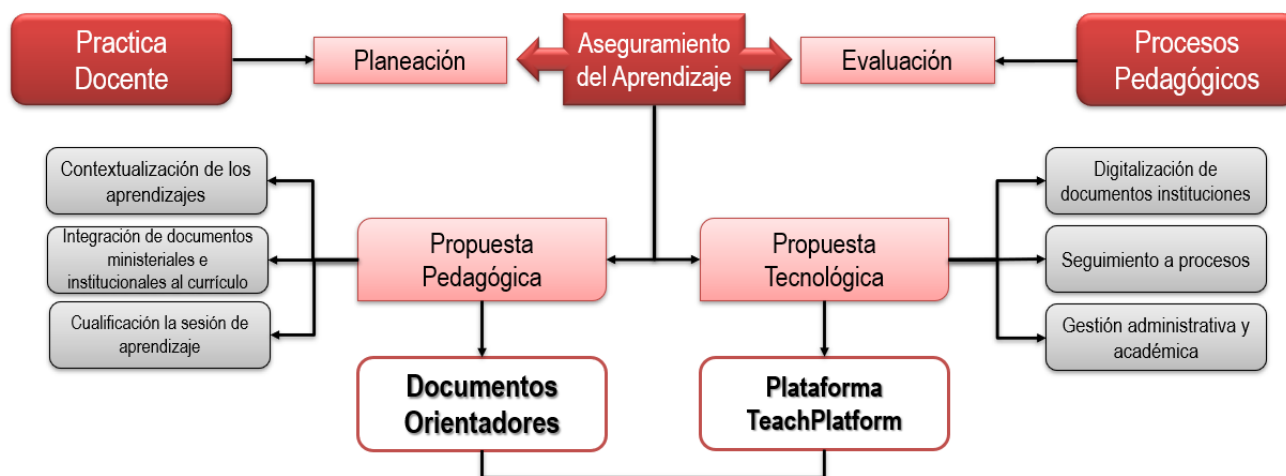 Practica
Docente
Planeación
Aseguramiento
del Aprendizaje
Evaluación
Procesos
Pedagógicos
Contextualización de los
aprendizajes
Integración de documentos
ministeriales e
institucionales al currículo
Cualificación la sesión de
aprendizaje
Propuesta
Pedagógica
Propuesta
Tecnológica
Digitalización de
documentos instituciones
Seguimiento a procesos
Gestión administrativa y
académica
Documentos
Orientadores
Plataforma
TeachPlatform